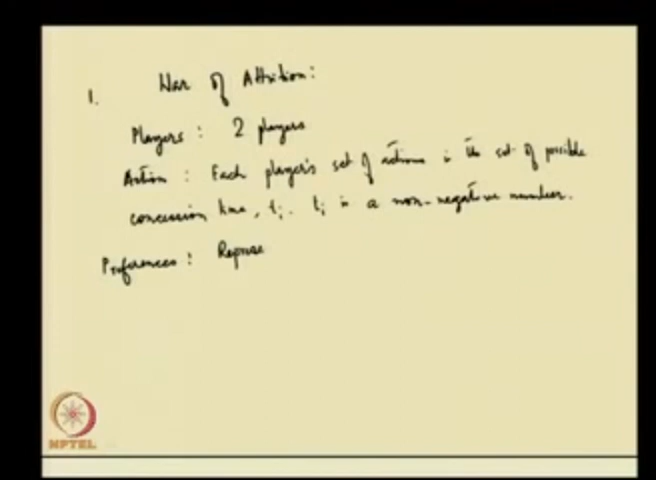 1. War of Attrition:
Players : 2 players
Action : Each player's set of actions is the set of possible
concession time, ti. ti is a non-negative number.
Preferences : Represe
NPTEL